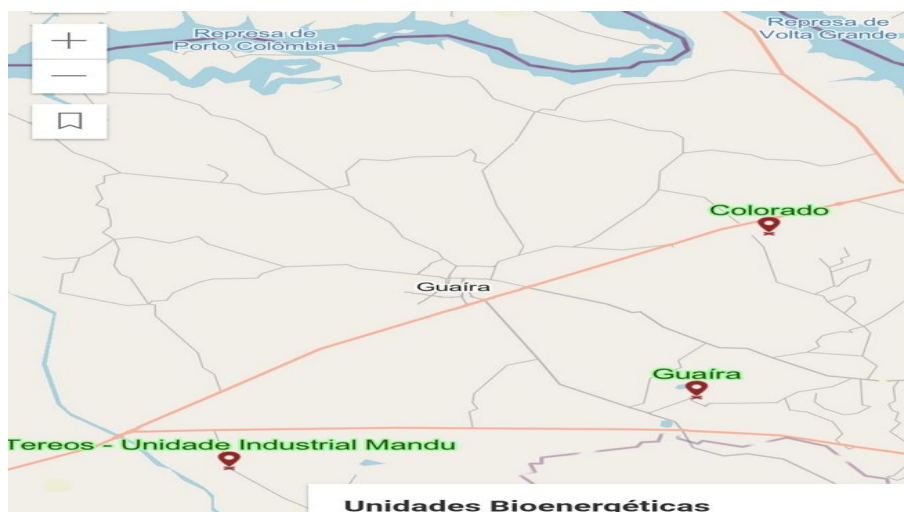 Represa de
Porto Colômbia
Represa de
Volta Grande
Colorado
Guaíra
Guaíra
Tereos - Unidade Industrial Mandu
Unidades Bioenergéticas